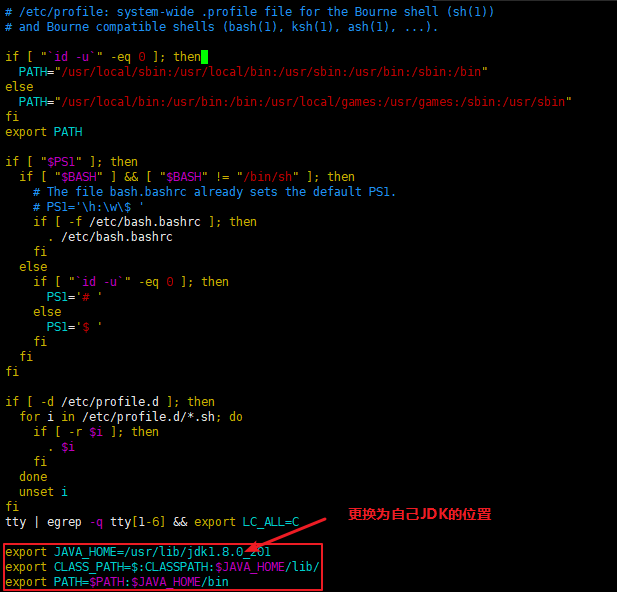 # /etc/profile: system-wide .profile file for the Bourne shell (sh(1))
# and Bourne compatible shells (bash(1), ksh(1), ash(1), ...).
if [ "`id -u`" -eq 0 ]; then
  PATH="/usr/local/sbin:/usr/local/bin:/usr/sbin:/usr/bin:/sbin:/bin"
else
  PATH="/usr/local/bin:/usr/bin:/bin:/usr/local/games:/usr/games:/sbin:/usr/sbin"
fi
export PATH
if [ "$PS1" ]; then
  if [ "$BASH" ] && [ "$BASH" != "/bin/sh" ]; then
    # The file bash.bashrc already sets the default PS1.
    # PS1='\h:\w\$ '
    if [ -f /etc/bash.bashrc ]; then
      . /etc/bash.bashrc
    fi
  else
    if [ "`id -u`" -eq 0 ]; then
      PS1='# '
    else
      PS1='$ '
    fi
  fi
fi
if [ -d /etc/profile.d ]; then
  for i in /etc/profile.d/*.sh; do
    if [ -r $i ]; then
      . $i
    fi
  done
  unset i
fi
tty | egrep -q tty[1-6] && export LC_ALL=C
更换为自己JDK的位置
export JAVA_HOME=/usr/lib/jdk1.8.0_201
export CLASS_PATH=$:CLASSPATH:$JAVA_HOME/lib/
export PATH=$PATH:$JAVA_HOME/bin